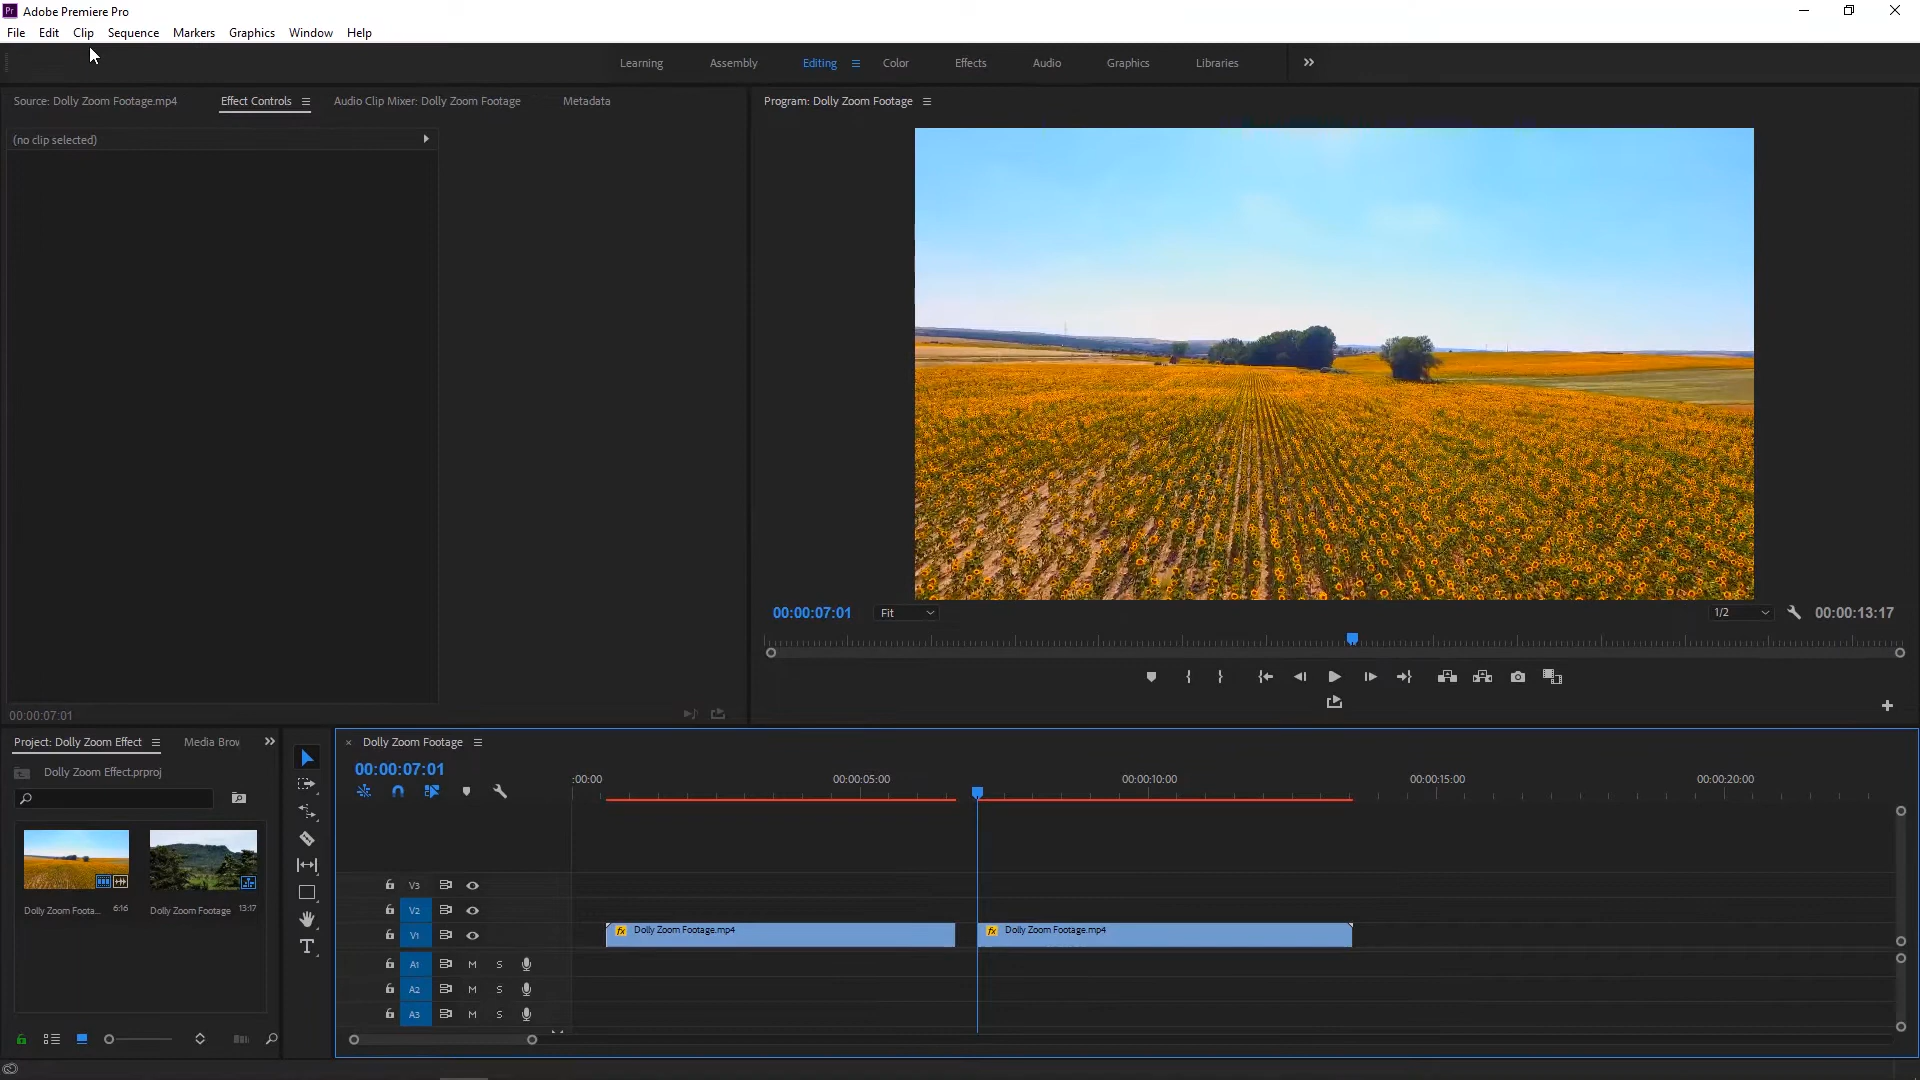 Pr Adobe Premiere Pro
File Edit Clip Sequence Markers Graphics Window Help
Learning Assembly Editing Color Effects Audio Graphics Libraries
Source: Dolly Zoom Footage.mp4 Effect Controls Audio Clip Mixer: Dolly Zoom Footage Metadata
Program: Dolly Zoom Footage
(no clip selected)
00:00:07:01 Fit 1/2 00:00:13:17
00:00:07:01
Project: Dolly Zoom Effect Media Brov
Dolly Zoom Effect.prproj
Dolly Zoom Foota... 6:16 Dolly Zoom Footage 13:17
Dolly Zoom Footage
00:00:07:01
:00:00 00:00:05:00 00:00:10:00 00:00:15:00 00:00:20:00
V3
V2
V1 fx Dolly Zoom Footage.mp4 fx Dolly Zoom Footage.mp4
A1 M S
A2 M S
A3 M S